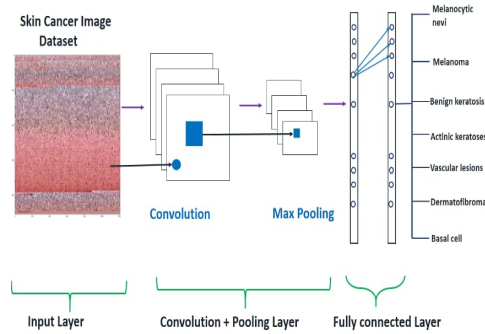 Skin Cancer Image
Dataset
Convolution
Max Pooling
Melanocytic
nevi
Melanoma
Benign keratosis
Actinic keratoses
Vascular lesions
Dermatofibroma
Basal cell
Input Layer
Convolution + Pooling Layer
Fully connected Layer